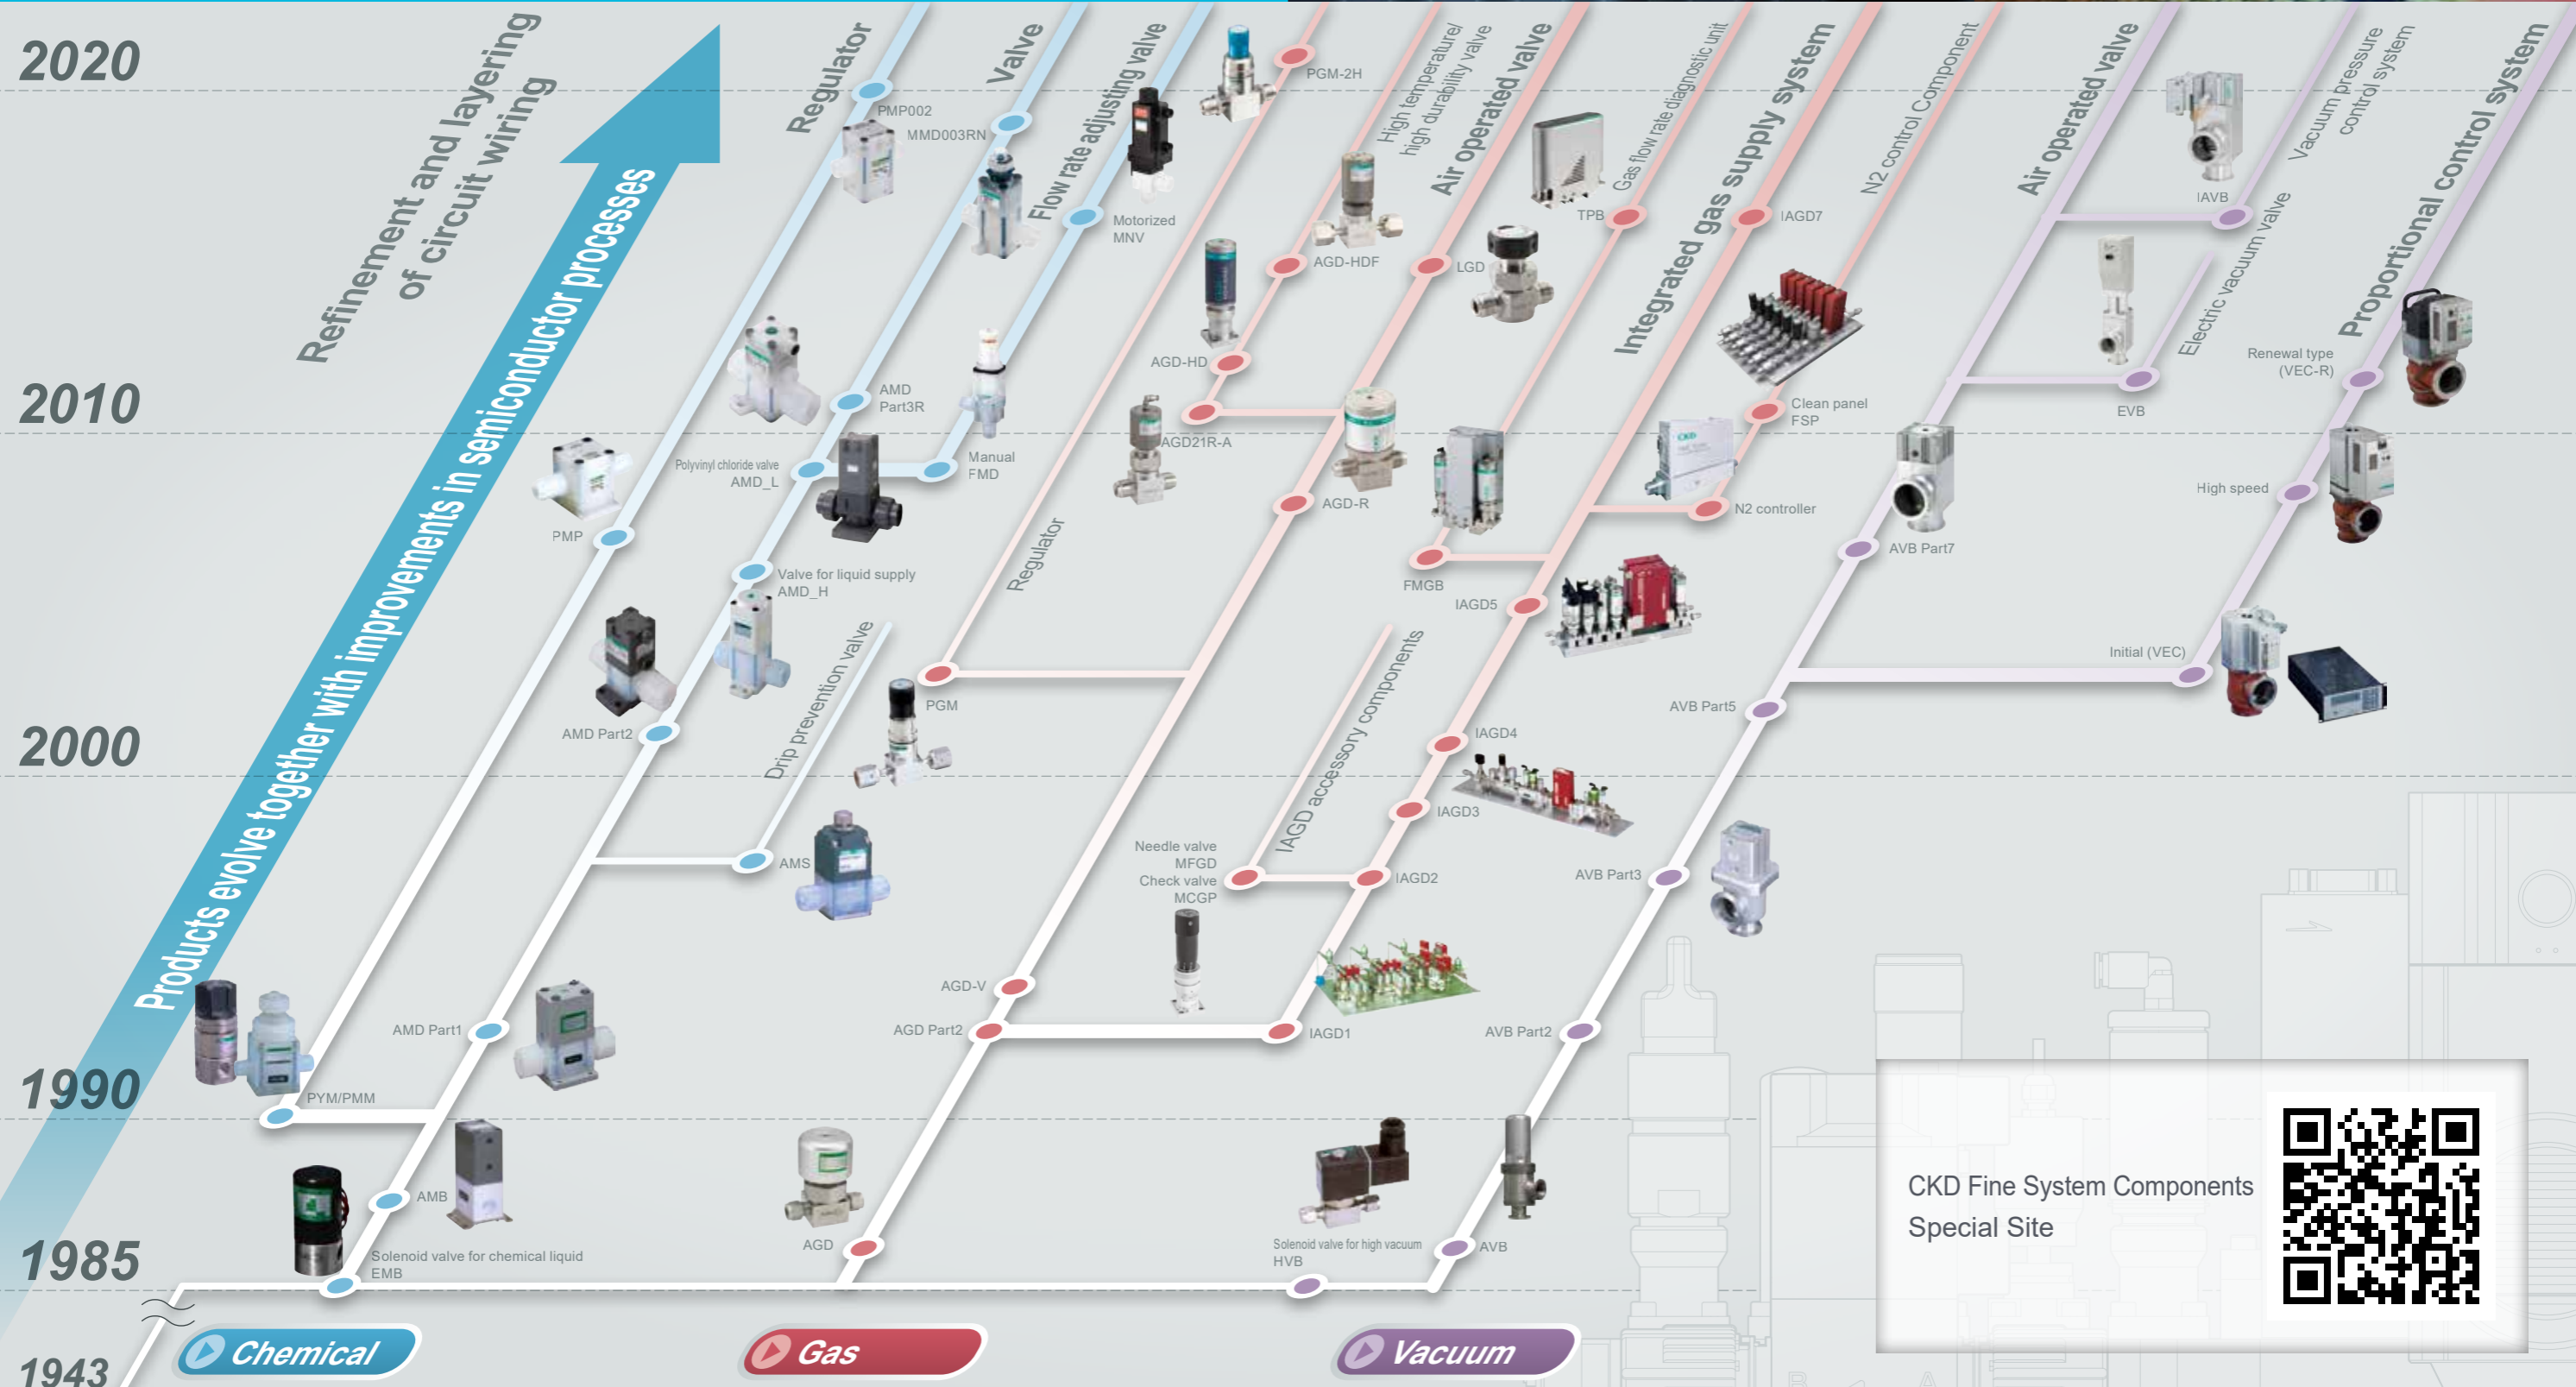 2020
2010
2000
1990
1985
1943
Refinement and layering
of circuit wiring
Products evolve together with improvements in semiconductor processes
Regulator
PMP002
PMP
PYM/PMM
Valve
MMD003RN
AMD
Part3R
Polyvinyl chloride valve
AMD_L
Valve for liquid supply
AMD_H
AMD Part2
AMD Part1
AMB
Solenoid valve for chemical liquid
EMB
Flow rate adjusting valve
Motorized
MNV
Manual
FMD
Drip prevention valve
AMS
PGM-2H
Regulator
PGM
High temperature/
high durability valve
AGD-HDF
AGD-HD
AGD21R-A
Air operated valve
LGD
AGD-R
AGD-V
AGD Part2
AGD
Gas flow rate diagnostic unit
TPB
FMGB
Integrated gas supply system
IAGD7
IAGD5
IAGD4
IAGD3
IAGD2
IAGD1
IAGD accessory components
Needle valve
MFGD
Check valve
MCGP
N2 control Component
Clean panel
FSP
N2 controller
CKD
Air operated valve
AVB Part7
AVB Part5
AVB Part3
AVB Part2
AVB
Solenoid valve for high vacuum
HVB
Vacuum pressure
control system
IAVB
Electric vacuum valve
EVB
Proportional control system
Renewal type
(VEC-R)
High speed
Initial (VEC)
CKD Fine System Components
Special Site
Chemical
Gas
Vacuum
B
A